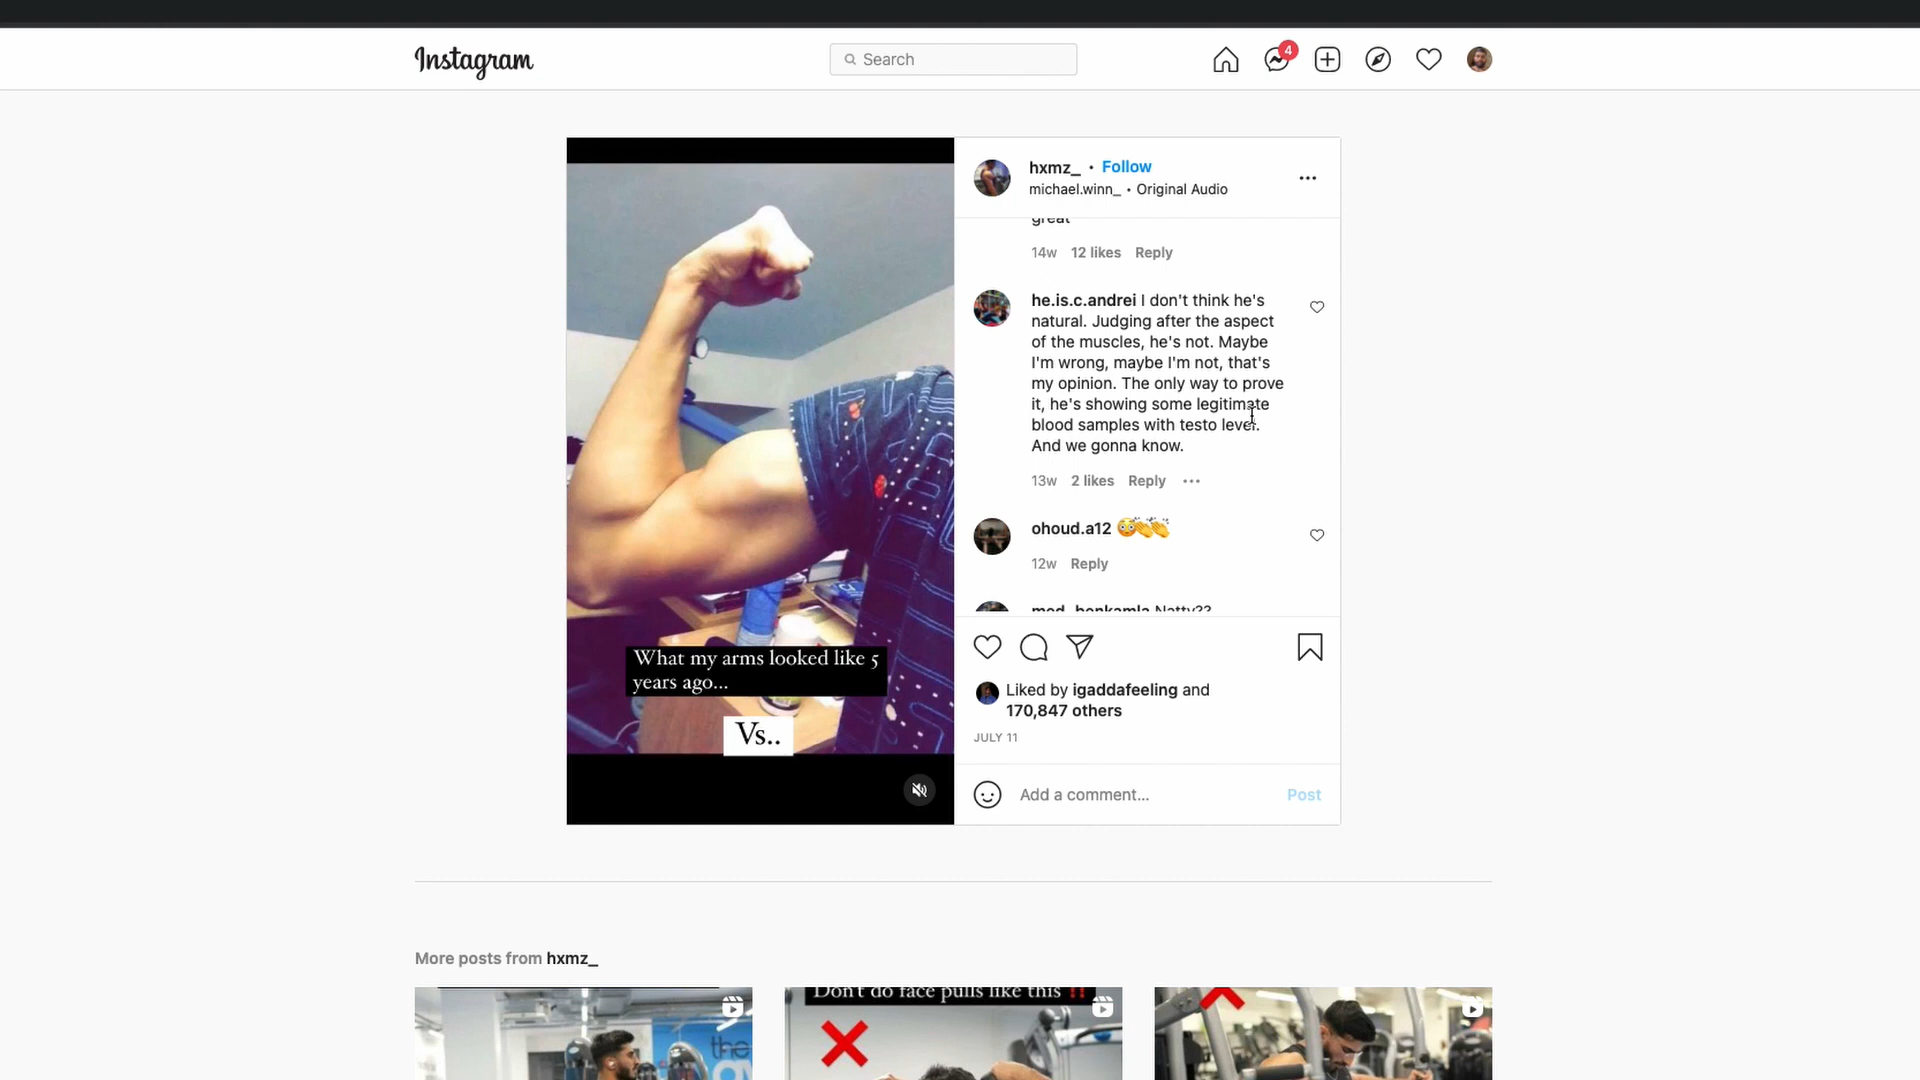 Instagram
Search
4
hxmz_ • Follow
michael.winn_ • Original Audio
great
14w 12 likes Reply
he.is.c.andrei I don't think he's
natural. Judging after the aspect
of the muscles, he's not. Maybe
I'm wrong, maybe I'm not, that's
my opinion. The only way to prove
it, he's showing some legitimate
blood samples with testo level.
And we gonna know.
13w 2 likes Reply
ohoud.a12 😳👏👏
12w Reply
med_benkamla Natty??
What my arms looked like 5
years ago...
Vs..
Liked by igaddafeeling and
170,847 others
JULY 11
Add a comment... Post
More posts from hxmz_
the
Don't do face pulls like this ‼️